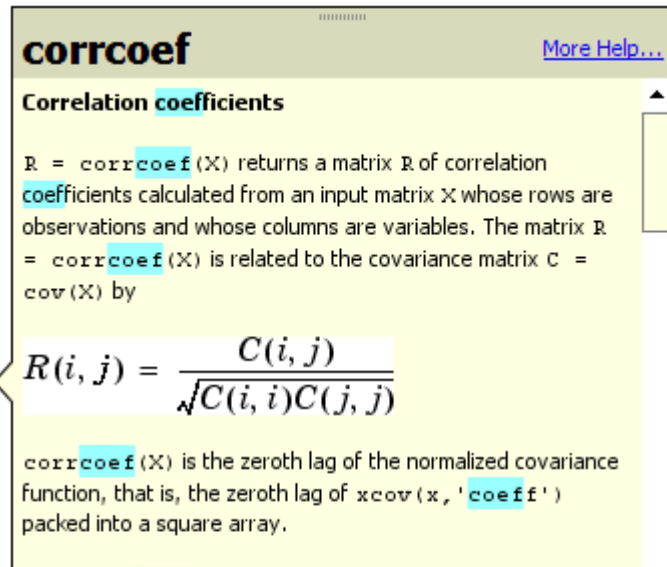 corrcoef
More Help...
Correlation coefficients
R = corrcoef(X) returns a matrix R of correlation
coefficients calculated from an input matrix X whose rows are
observations and whose columns are variables. The matrix R
= corrcoef(X) is related to the covariance matrix C =
cov(X) by
R(i, j) = C(i, j) / √C(i, i)C(j, j)
corrcoef(X) is the zeroth lag of the normalized covariance
function, that is, the zeroth lag of xcov(x,'coeff')
packed into a square array.